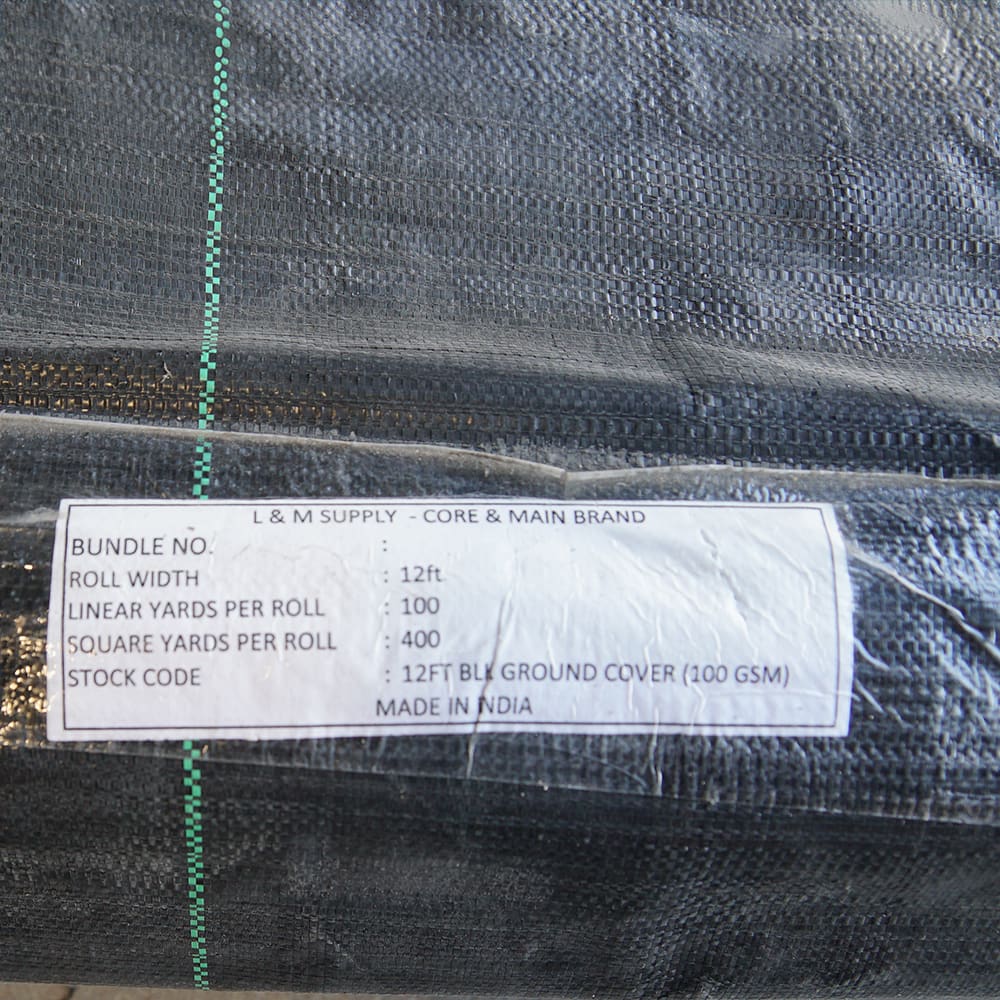 L & M SUPPLY - CORE & MAIN BRAND
BUNDLE NO. :
ROLL WIDTH : 12ft.
LINEAR YARDS PER ROLL : 100
SQUARE YARDS PER ROLL : 400
STOCK CODE : 12FT BLK GROUND COVER (100 GSM)
MADE IN INDIA